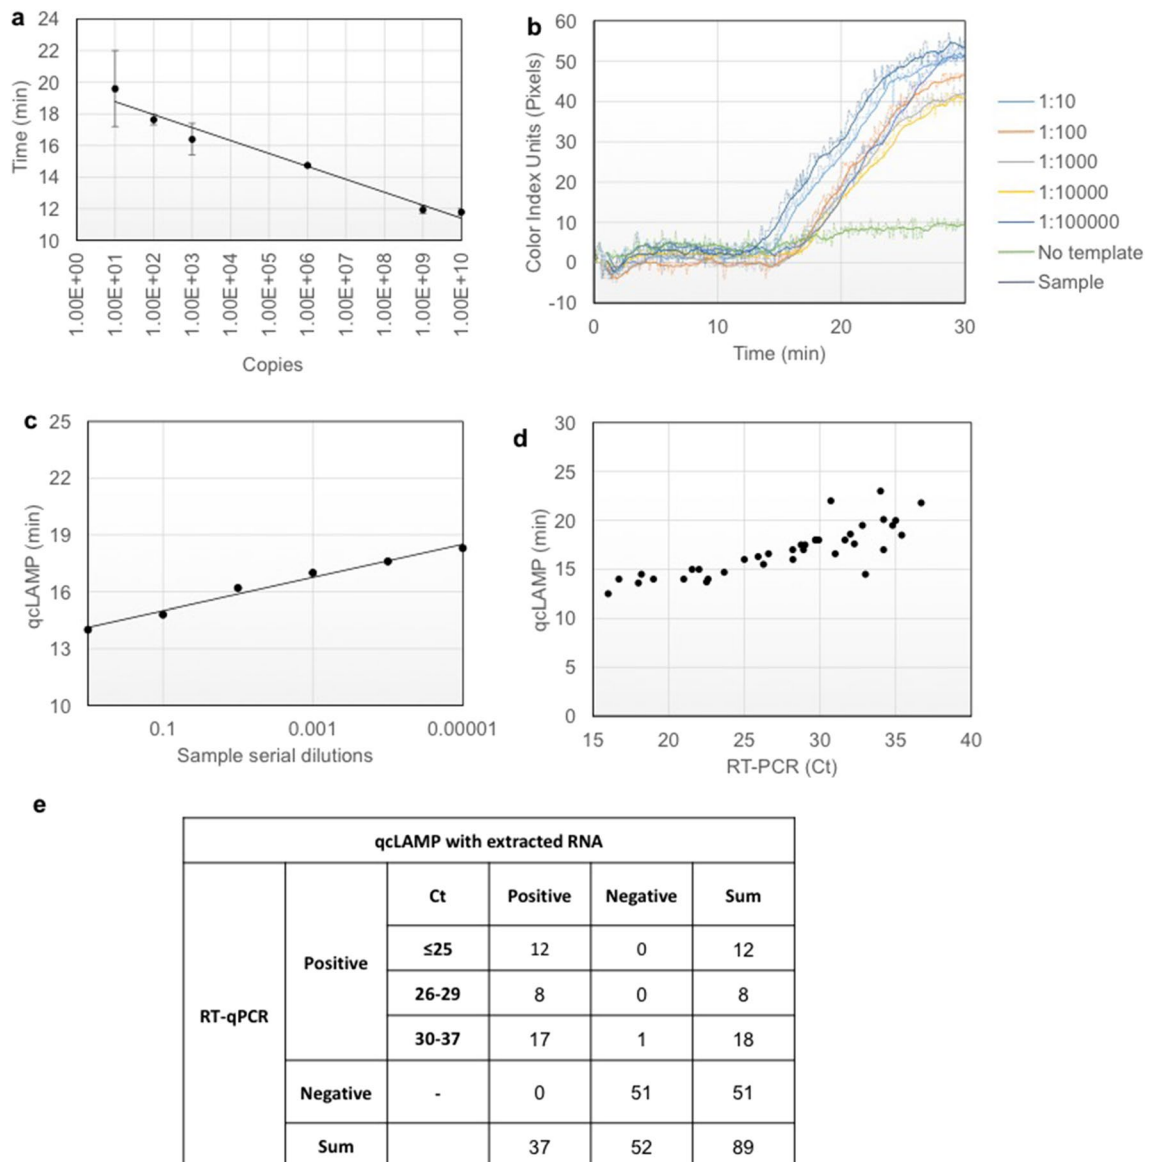 a
24
22
20
18
16
14
12
10
Time (min)
1.00E+00
1.00E+01
1.00E+02
1.00E+03
1.00E+04
1.00E+05
1.00E+06
1.00E+07
1.00E+08
1.00E+09
1.00E+10
Copies
b
60
50
40
30
20
10
0
-10
Color Index Units (Pixels)
0 10 20 30
Time (min)
1:10
1:100
1:1000
1:10000
1:100000
No template
Sample
c
25
22
19
16
13
10
qcLAMP (min)
0.1 0.001 0.00001
Sample serial dilutions
d
30
25
20
15
10
5
0
qcLAMP (min)
15 20 25 30 35 40
RT-PCR (Ct)
e
qcLAMP with extracted RNA
Ct Positive Negative Sum
RT-qPCR
Positive
≤25 12 0 12
26-29 8 0 8
30-37 17 1 18
Negative - 0 51 51
Sum 37 52 89